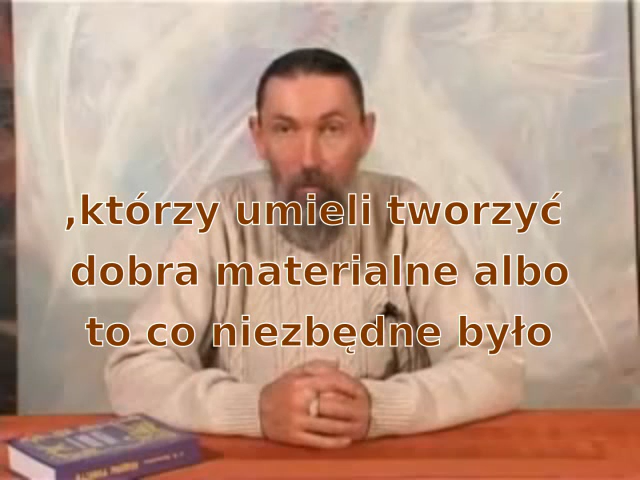 ,którzy umieli tworzyć
dobra materialne albo
to co niezbędne było